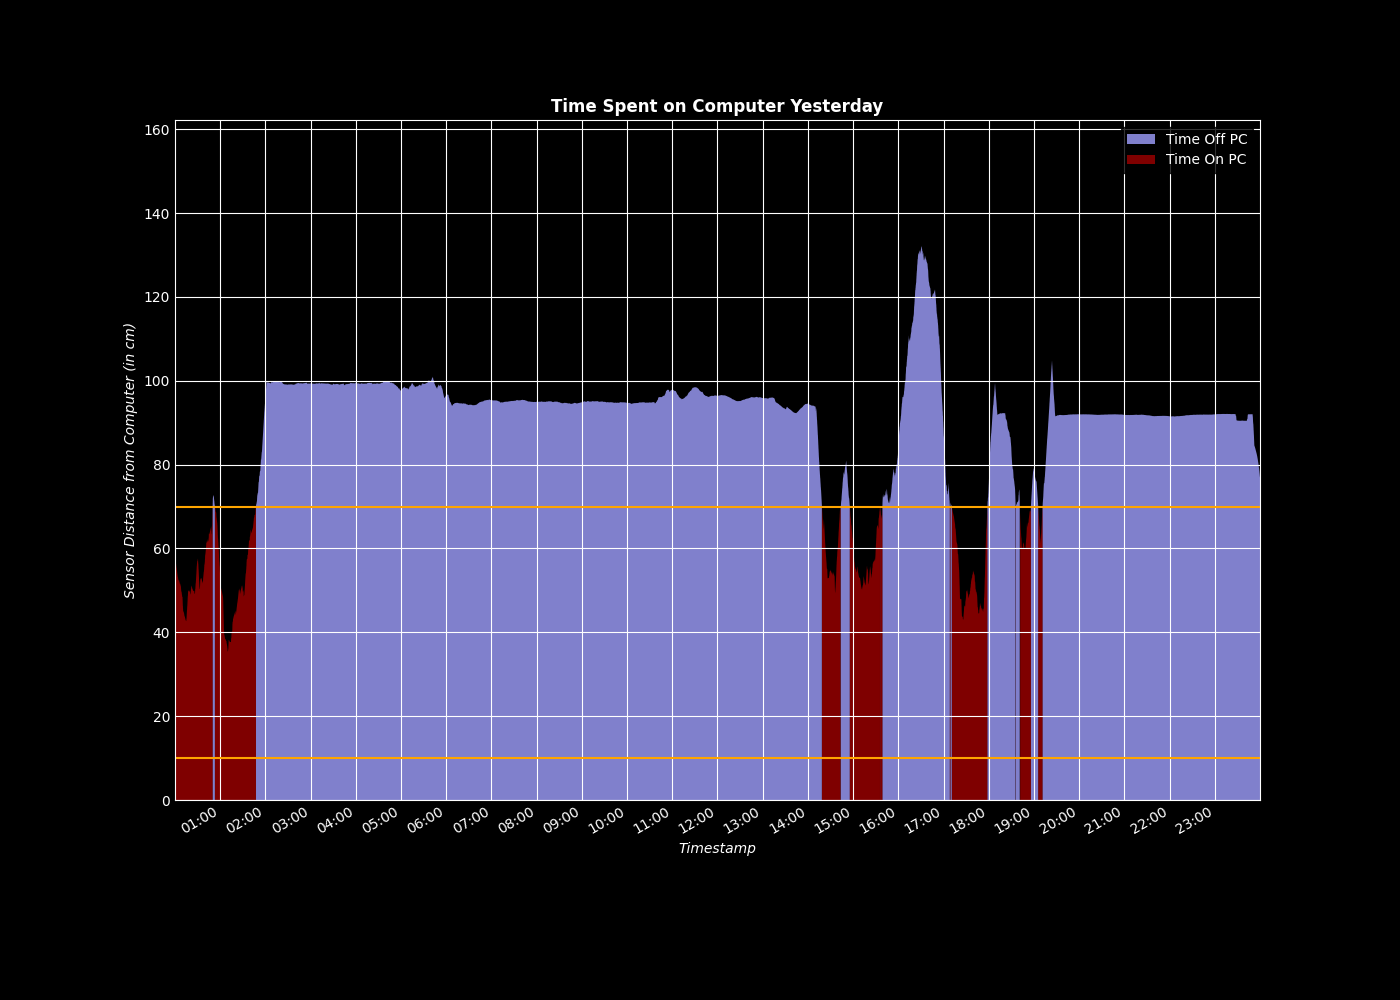 Time Spent on Computer Yesterday
Time Off PC
Time On PC
Sensor Distance from Computer (in cm)
160
140
120
100
80
60
40
20
0
01:00 02:00 03:00 04:00 05:00 06:00 07:00 08:00 09:00 10:00 11:00 12:00 13:00 14:00 15:00 16:00 17:00 18:00 19:00 20:00 21:00 22:00 23:00
Timestamp